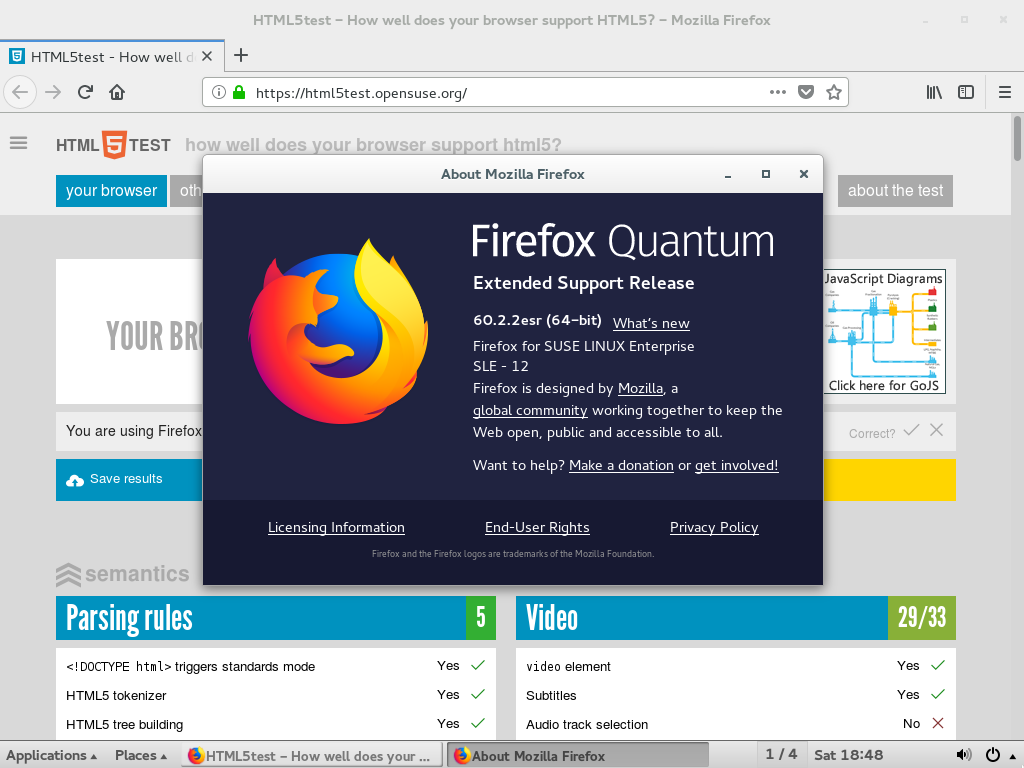 HTML5test – How well does your browser support HTML5? – Mozilla Firefox
HTML5test - How well d
https://html5test.opensuse.org/
HTML 5 TEST how well does your browser support html5?
your browser
oth
about the test
About Mozilla Firefox
Firefox Quantum
Extended Support Release
60.2.2esr (64-bit) What's new
Firefox for SUSE LINUX Enterprise
SLE - 12
Firefox is designed by Mozilla, a
global community working together to keep the
Web open, public and accessible to all.
Want to help? Make a donation or get involved!
Licensing Information End-User Rights Privacy Policy
Firefox and the Firefox logos are trademarks of the Mozilla Foundation.
YOUR BRO
JavaScript Diagrams
Click here for GoJS
You are using Firefox
Correct?
Save results
semantics
Parsing rules 5
<!DOCTYPE html> triggers standards mode Yes
HTML5 tokenizer Yes
HTML5 tree building Yes
Video 29/33
video element Yes
Subtitles Yes
Audio track selection No
Applications Places HTML5test – How well does your ... About Mozilla Firefox 1 / 4 Sat 18:48